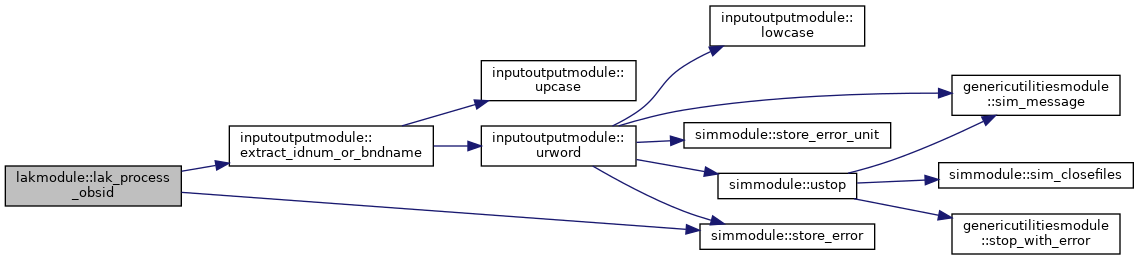 lakmodule::lak_process
_obsid
inputoutputmodule::
extract_idnum_or_bndname
inputoutputmodule::
upcase
inputoutputmodule::
urword
inputoutputmodule::
lowcase
genericutilitiesmodule
::sim_message
simmodule::store_error_unit
simmodule::ustop
simmodule::sim_closefiles
genericutilitiesmodule
::stop_with_error
simmodule::store_error